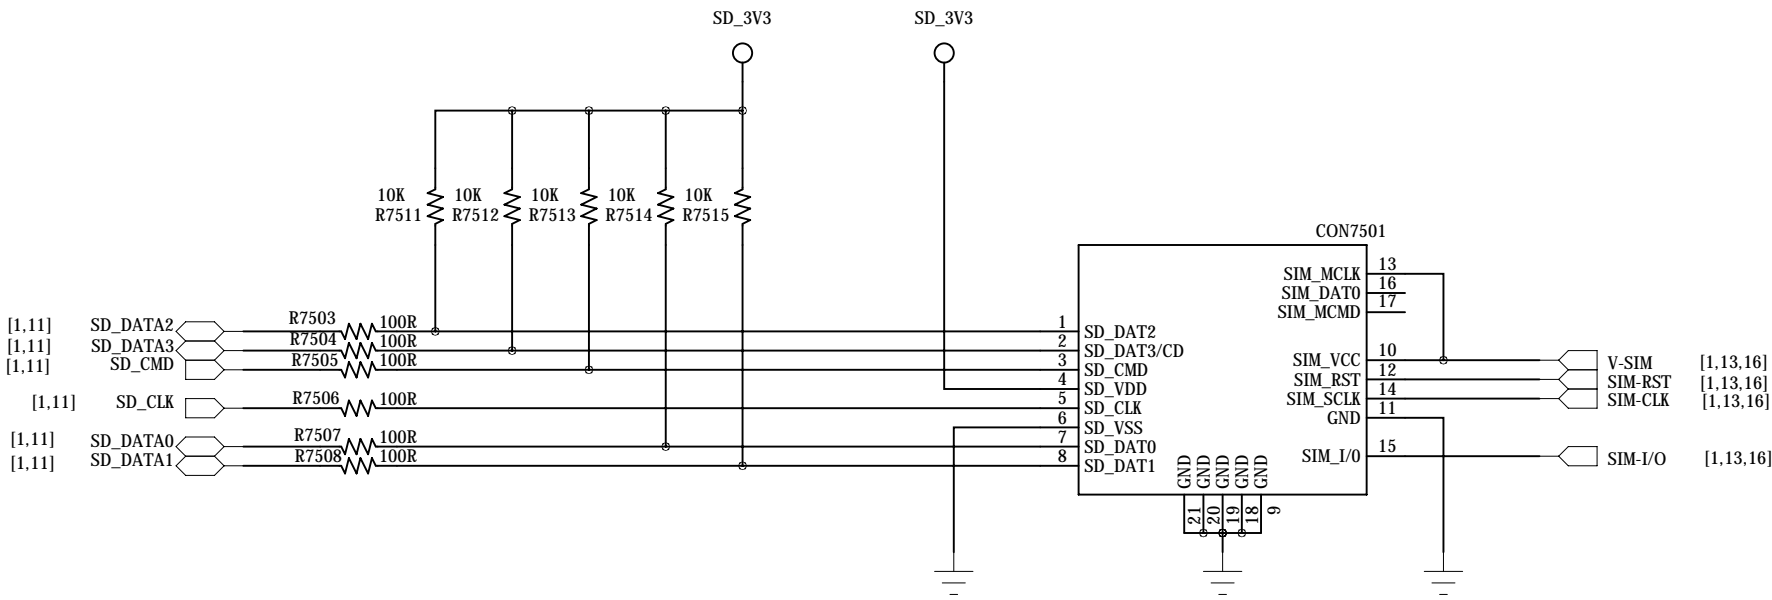 SD_3V3
SD_3V3
10K
R7511
10K
R7512
10K
R7513
10K
R7514
10K
R7515
CON7501
[1,11] SD_DATA2 R7503 100R
[1,11] SD_DATA3 R7504 100R
[1,11] SD_CMD R7505 100R
[1,11] SD_CLK R7506 100R
[1,11] SD_DATA0 R7507 100R
[1,11] SD_DATA1 R7508 100R
1 SD_DAT2
2 SD_DAT3/CD
3 SD_CMD
4 SD_VDD
5 SD_CLK
6 SD_VSS
7 SD_DAT0
8 SD_DAT1
SIM_MCLK 13
SIM_DAT0 16
SIM_MCMD 17
SIM_VCC 10
SIM_RST 12
SIM_SCLK 14
GND 11
SIM_I/0 15
V-SIM [1,13,16]
SIM-RST [1,13,16]
SIM-CLK [1,13,16]
SIM-I/O [1,13,16]
GND 21
GND 20
GND 19
GND 18
GND 9